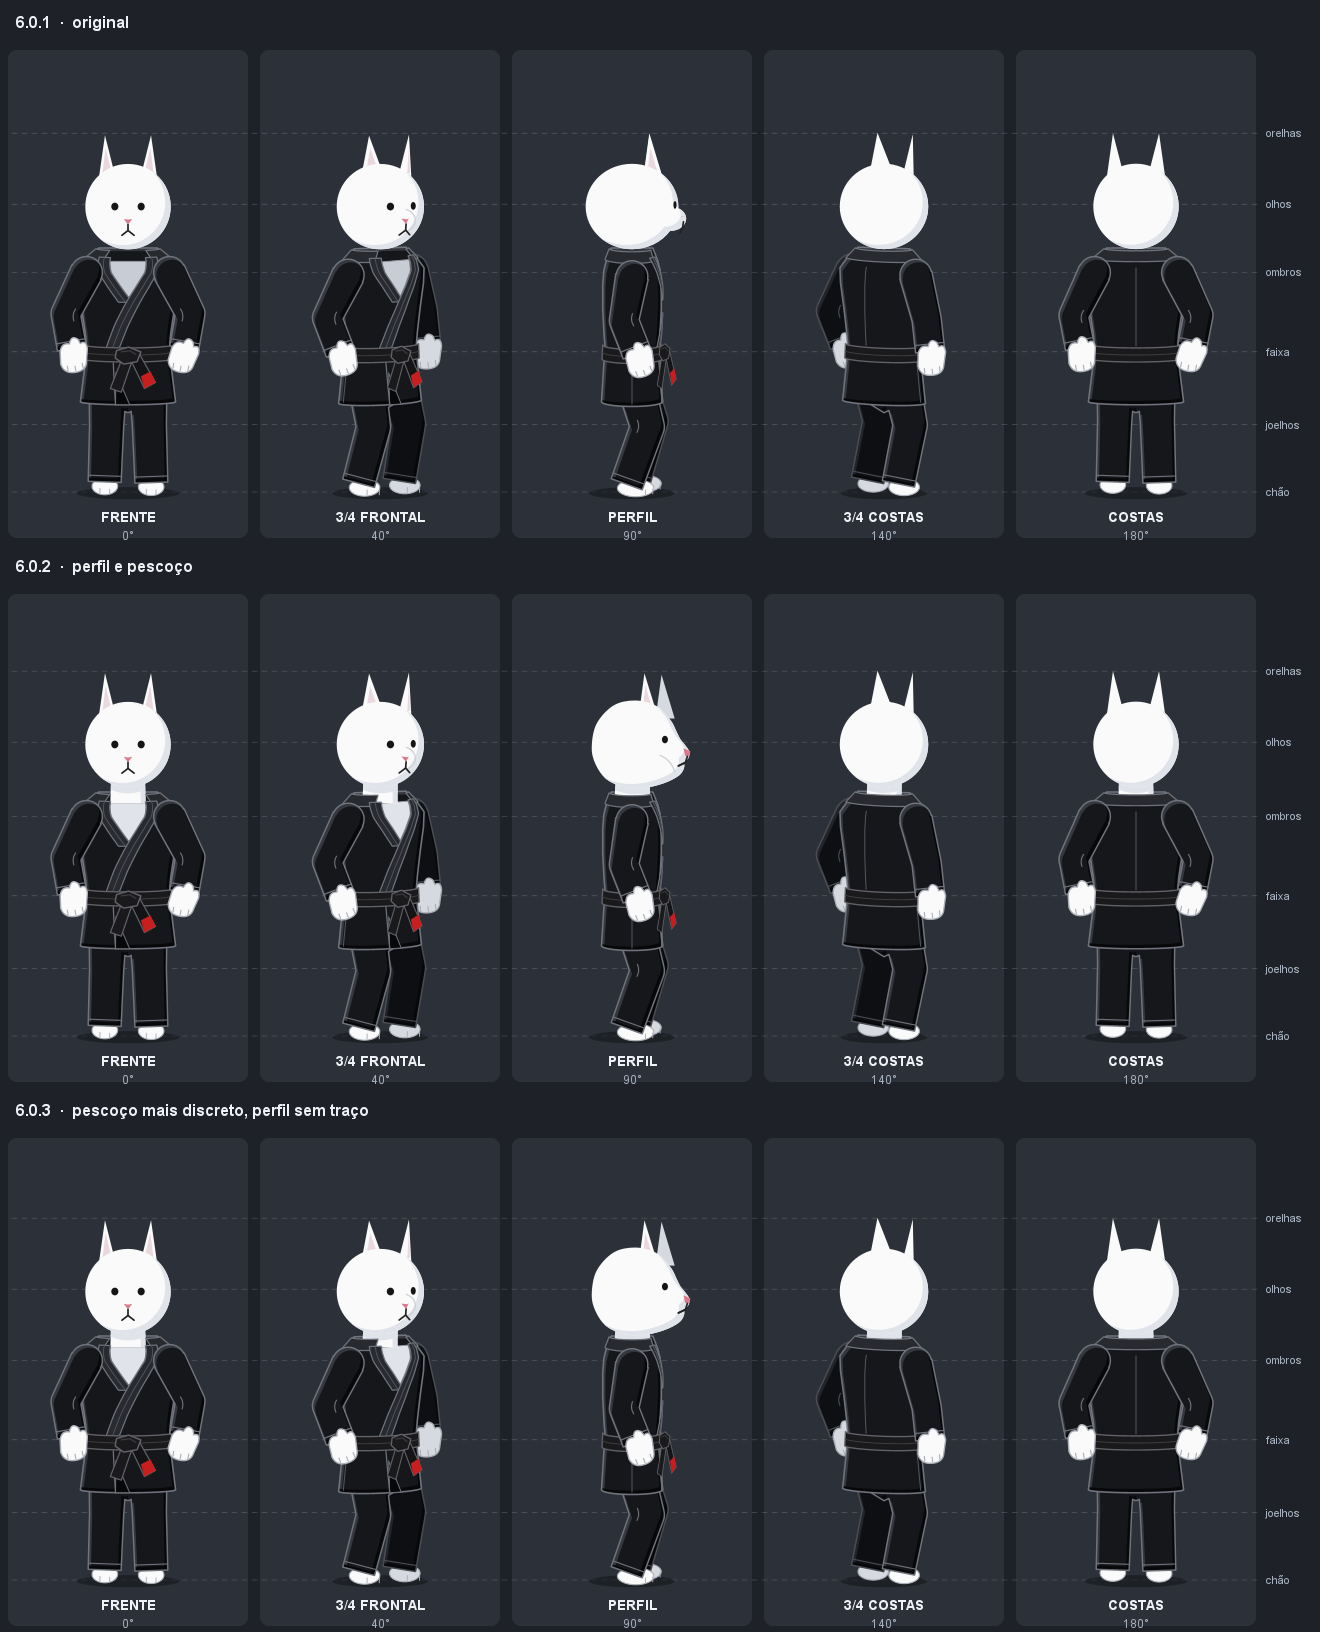 6.0.1 · original
orelhas
olhos
ombros
faixa
joelhos
chão
FRENTE 3/4 FRONTAL PERFIL 3/4 COSTAS COSTAS
0° 40° 90° 140° 180°
6.0.2 · perfil e pescoço
orelhas
olhos
ombros
faixa
joelhos
chão
FRENTE 3/4 FRONTAL PERFIL 3/4 COSTAS COSTAS
0° 40° 90° 140° 180°
6.0.3 · pescoço mais discreto, perfil sem traço
orelhas
olhos
ombros
faixa
joelhos
chão
FRENTE 3/4 FRONTAL PERFIL 3/4 COSTAS COSTAS
0° 40° 90° 140° 180°